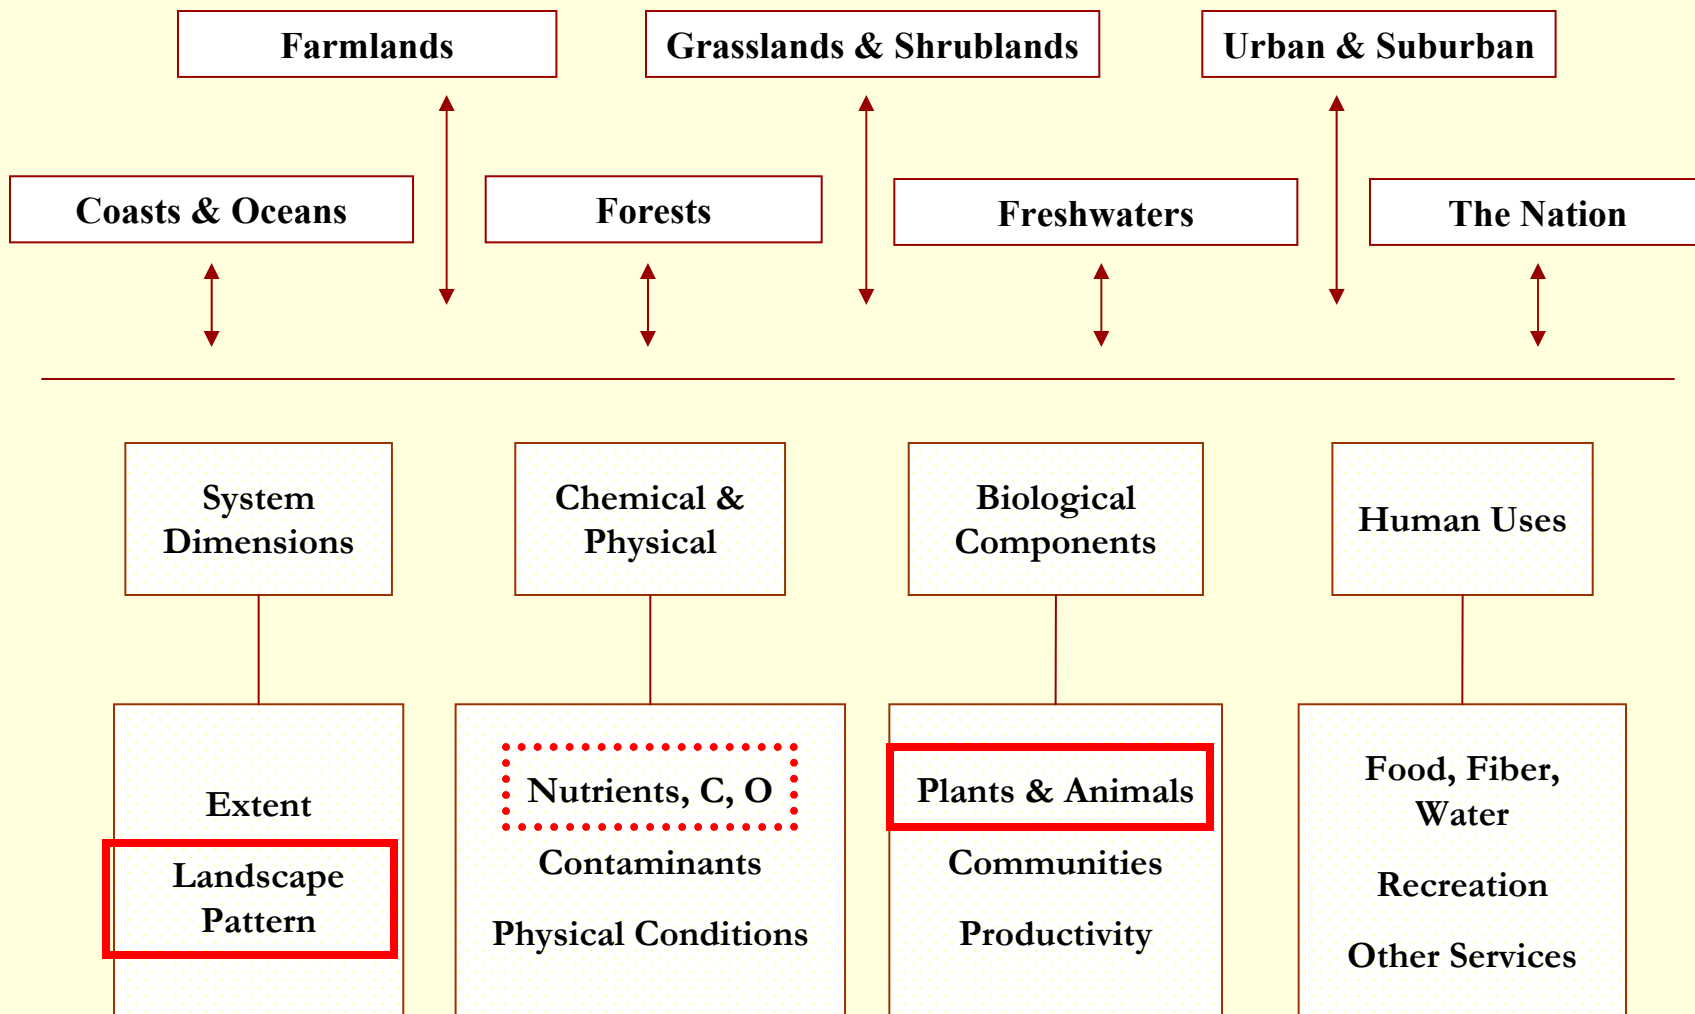 Farmlands
Grasslands & Shrublands
Urban & Suburban
Coasts & Oceans
Forests
Freshwaters
The Nation
System
Dimensions
Chemical &
Physical
Biological
Components
Human Uses
Extent
Landscape
Pattern
Nutrients, C, O
Contaminants
Physical Conditions
Plants & Animals
Communities
Productivity
Food, Fiber,
Water
Recreation
Other Services